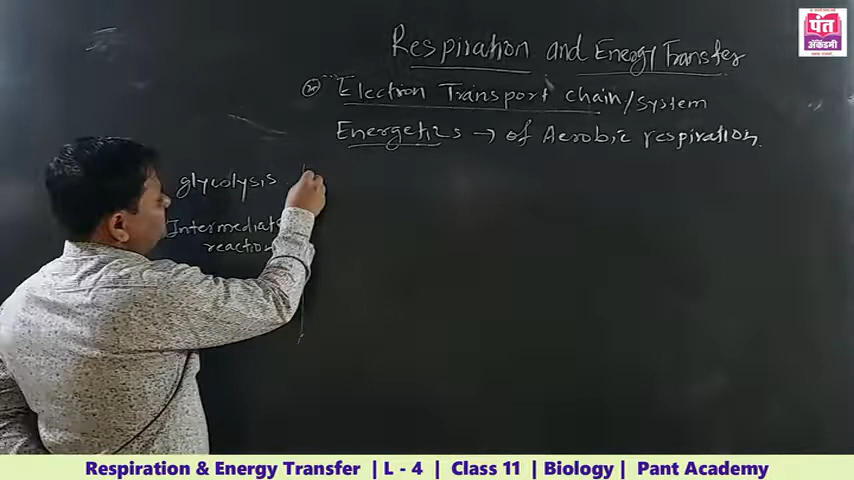 पंत
अ‍ॅकॅडमी
Respiration and Energy Transfer
Electron Transport chain/system
Energetics → of Aerobic respiration.
glycolysis
Intermediate
reaction
Respiration & Energy Transfer | L - 4 | Class 11 | Biology | Pant Academy